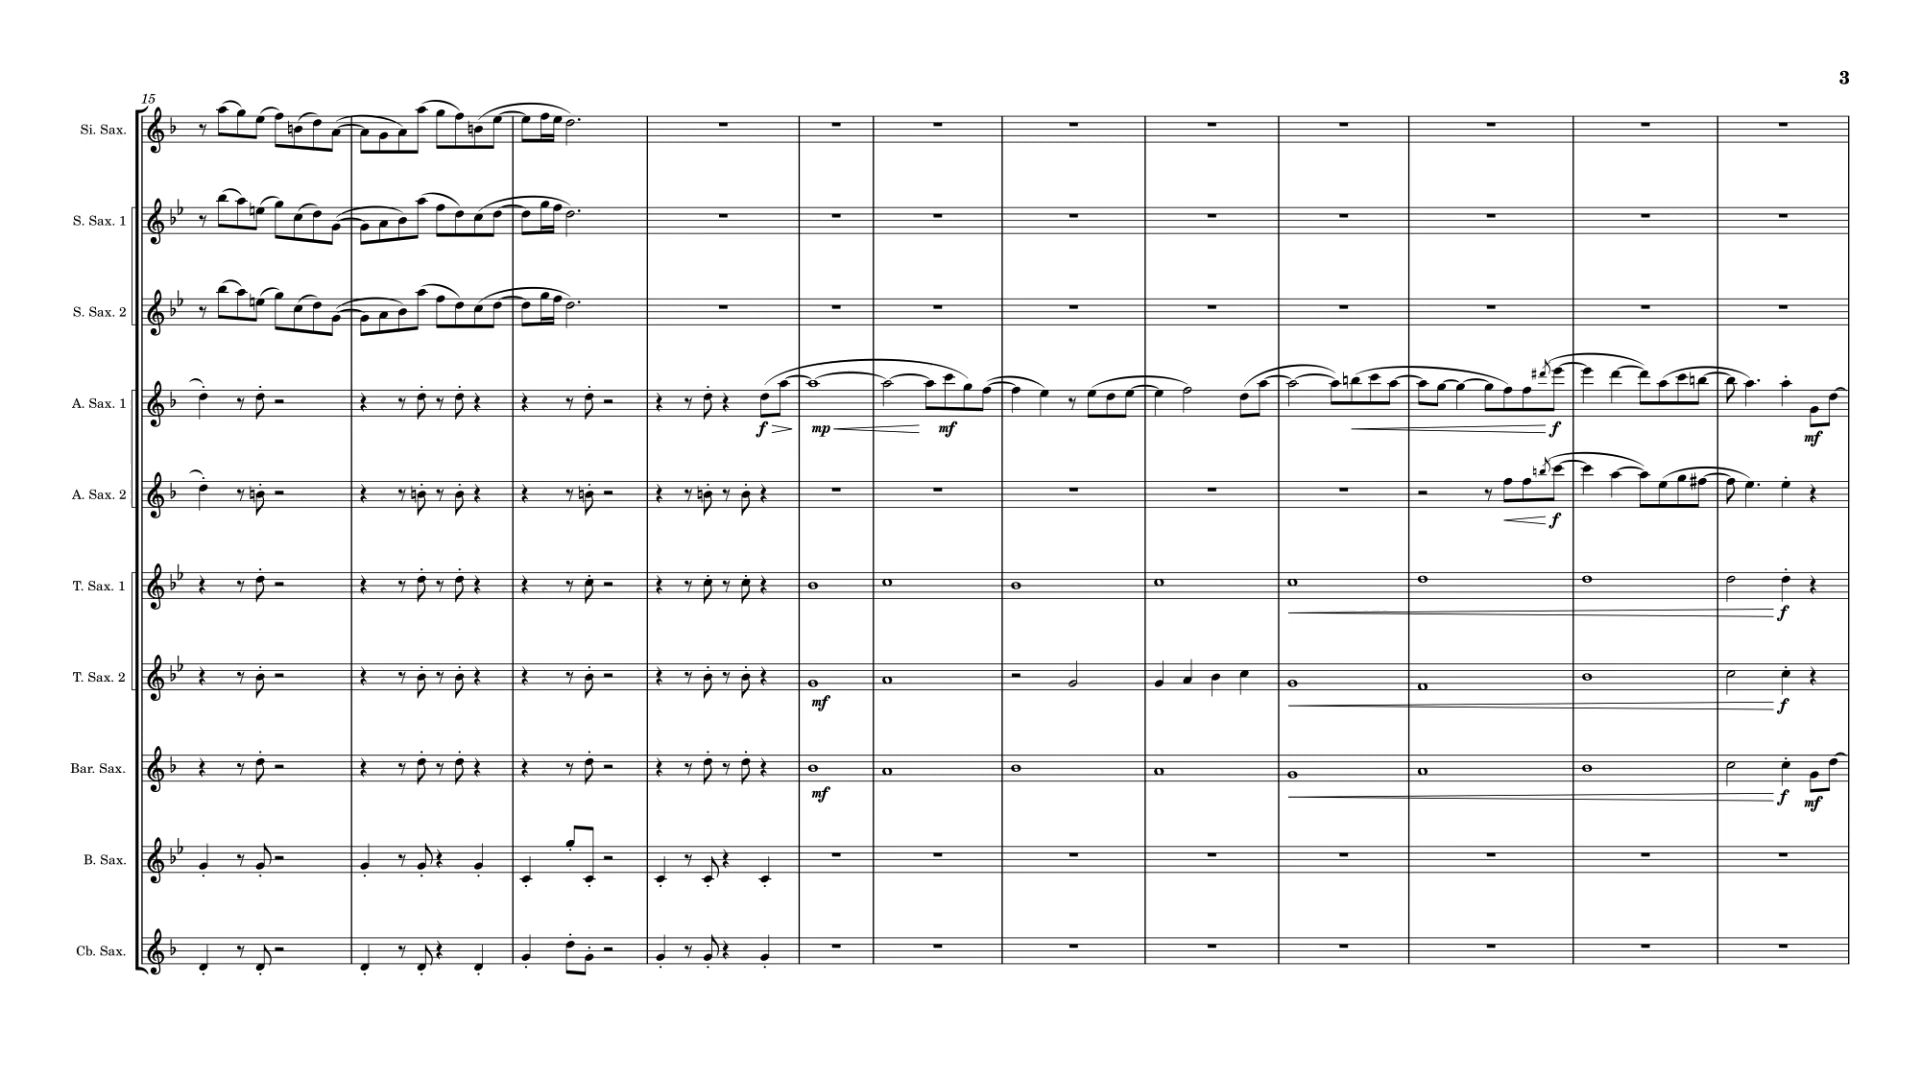 3
15
Si. Sax.
S. Sax. 1
S. Sax. 2
A. Sax. 1
f mp mf f mf
A. Sax. 2
f
T. Sax. 1
f
T. Sax. 2
mf f
Bar. Sax.
mf f mf
B. Sax.
Cb. Sax.